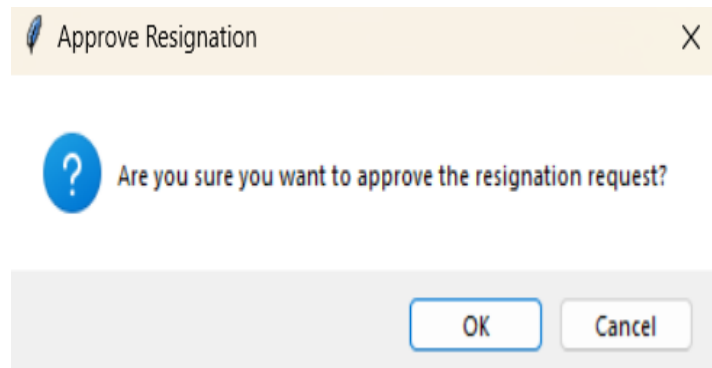 Approve Resignation
Are you sure you want to approve the resignation request?
OK Cancel